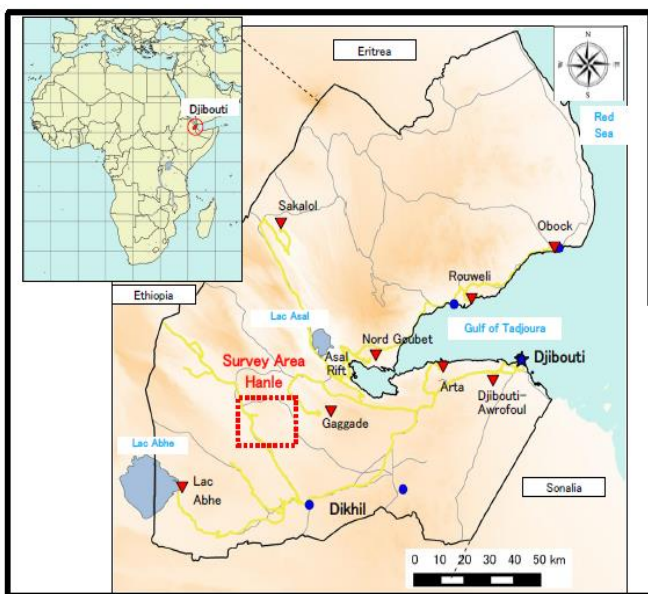 Djibouti
Eritrea
N
Red
Sea
Sakalol
Obock
Rouweli
Ethiopia
Lac Asal
Gulf of Tadjoura
Nord Goubet
Asal
Rift
Djibouti
Survey Area
Hanle
Arta
Djibouti-
Awrofoul
Gaggade
Lac Abhe
Lac
Abhe
Sonalia
Dikhil
0 10 20 30 40 50 km